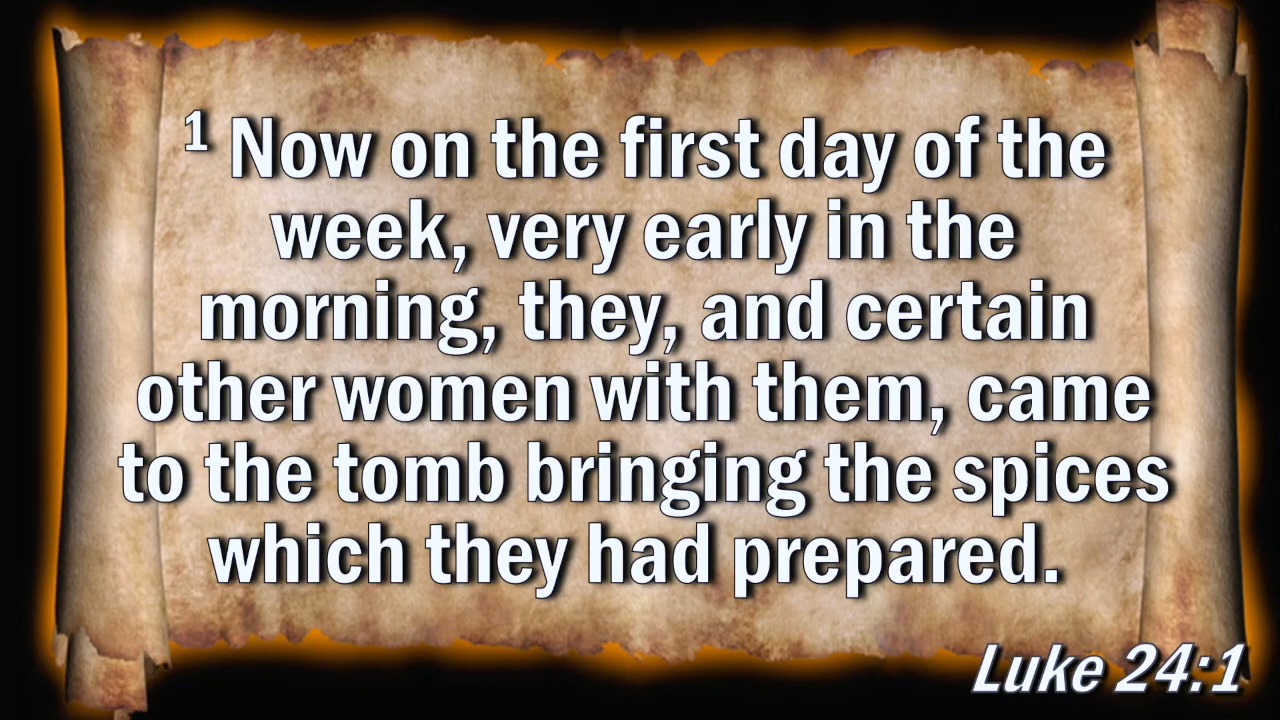 1 Now on the first day of the
week, very early in the
morning, they, and certain
other women with them, came
to the tomb bringing the spices
which they had prepared.
Luke 24:1